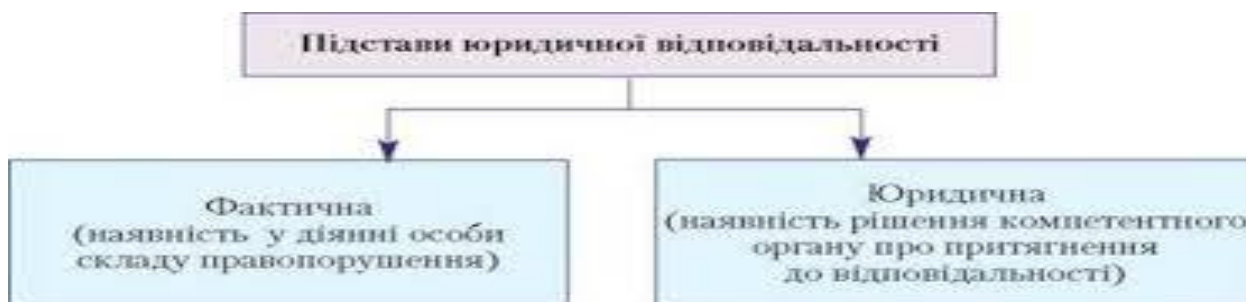 Підстави юридичної відповідальності
Фактична
(наявність у діянні особи
складу правопорушення)
Юридична
(наявність рішення компетентного
органу про притягнення
до відповідальності)